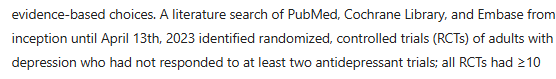 evidence-based choices. A literature search of PubMed, Cochrane Library, and Embase from
inception until April 13th, 2023 identified randomized, controlled trials (RCTs) of adults with
depression who had not responded to at least two antidepressant trials; all RCTs had ≥10